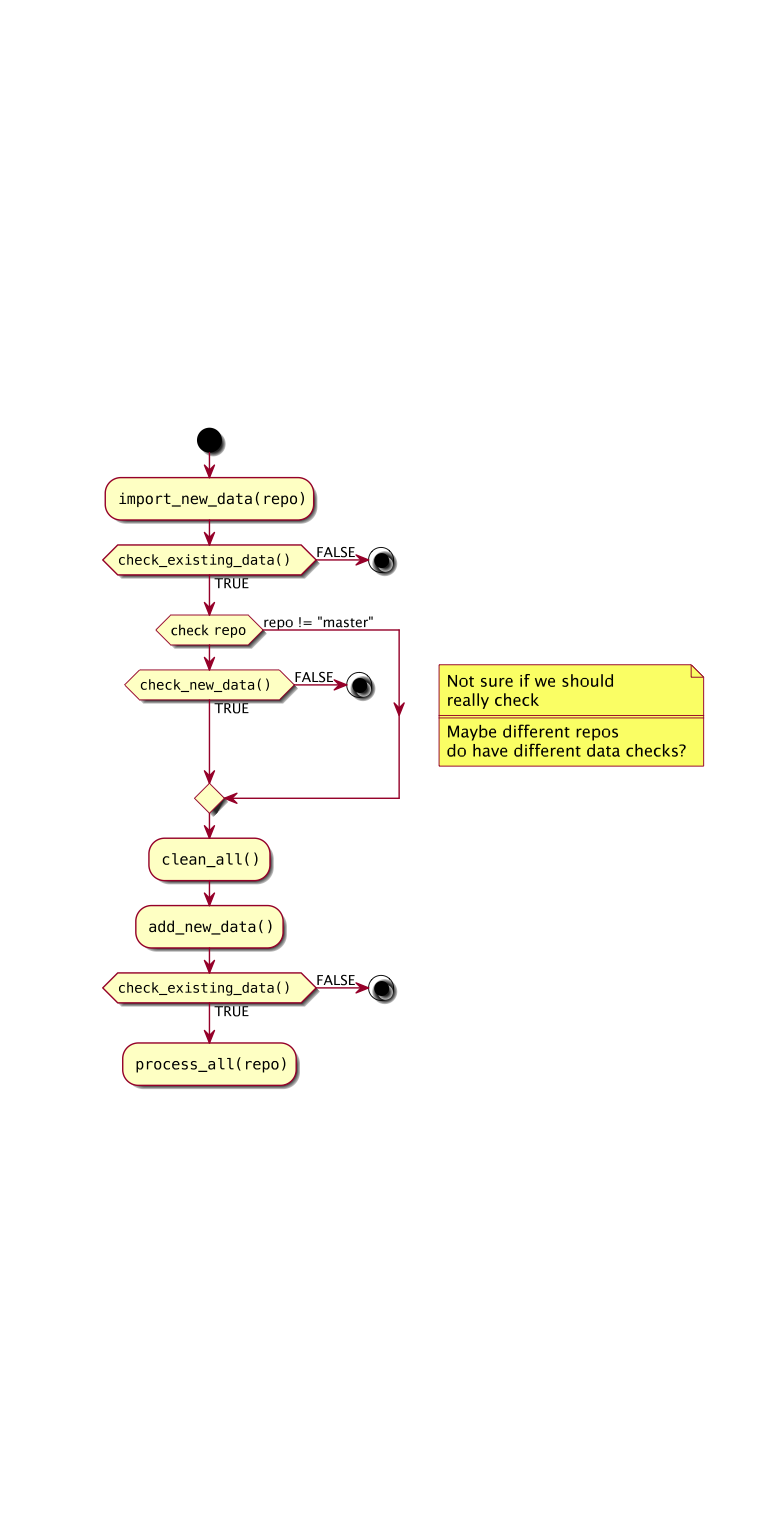 import_new_data(repo)
check_existing_data()
FALSE
TRUE
check repo
repo != "master"
check_new_data()
FALSE
TRUE
Not sure if we should
really check
Maybe different repos
do have different data checks?
clean_all()
add_new_data()
check_existing_data()
FALSE
TRUE
process_all(repo)